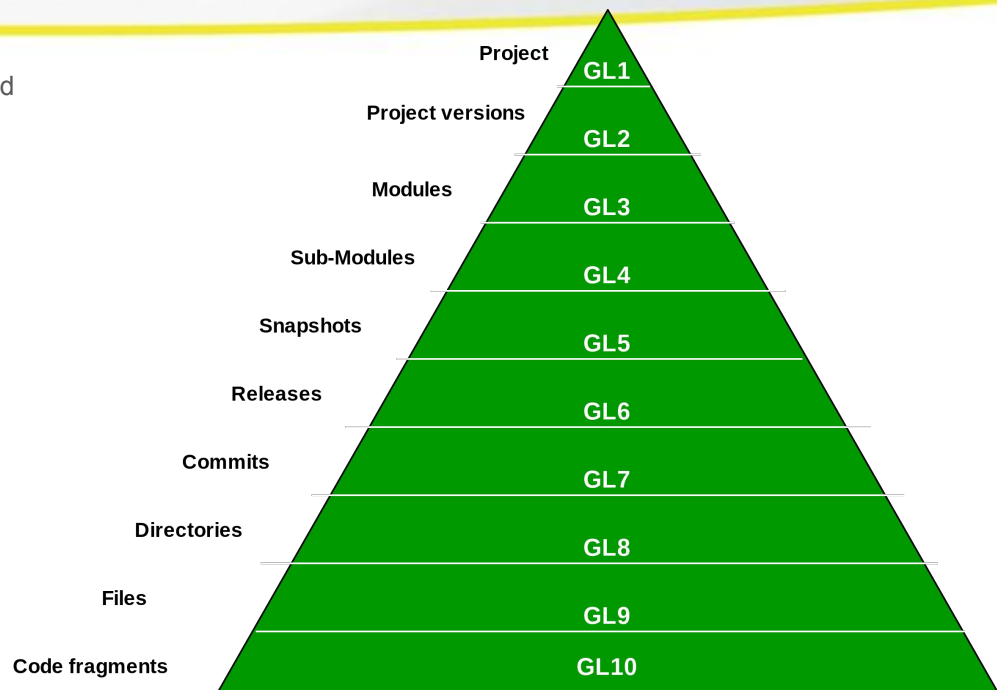 Project
GL1
d
Project versions
GL2
Modules
GL3
Sub-Modules
GL4
Snapshots
GL5
Releases
GL6
Commits
GL7
Directories
GL8
Files
GL9
Code fragments
GL10